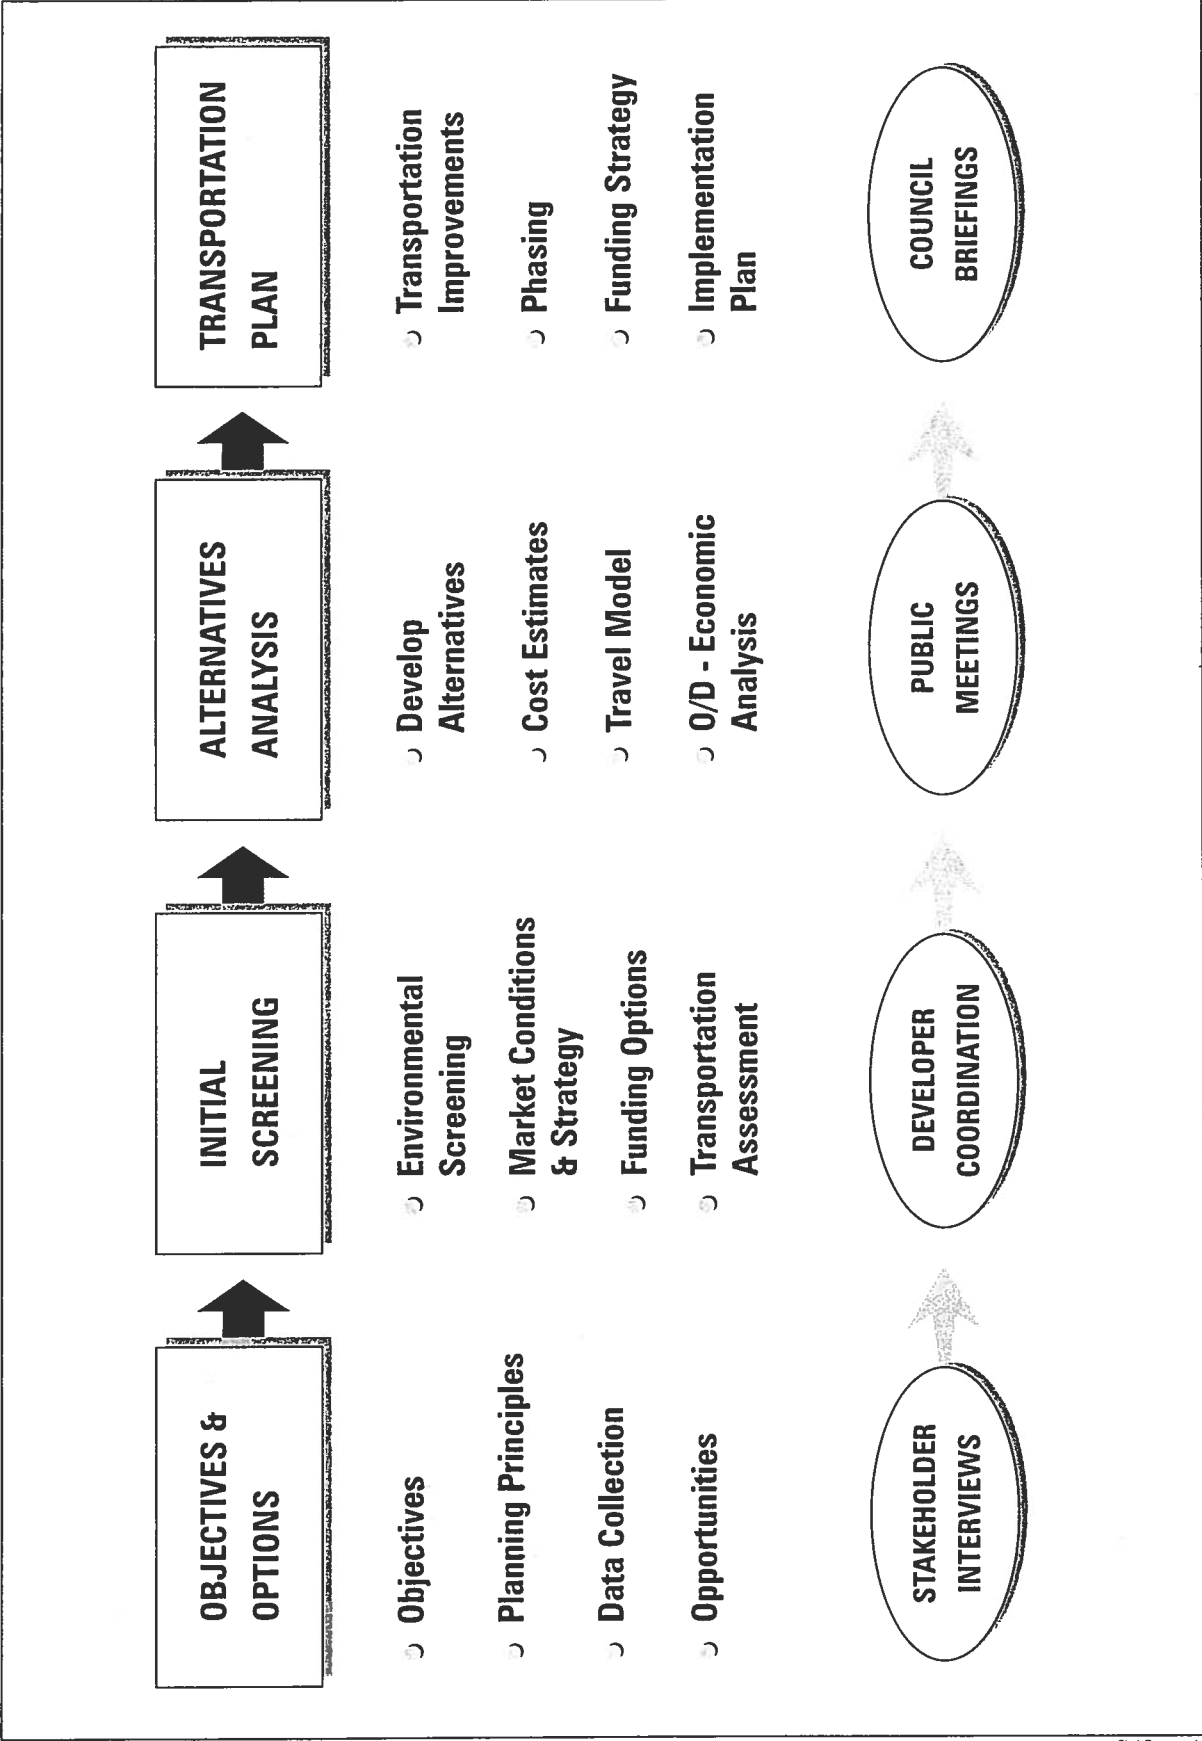 OBJECTIVES &
OPTIONS
INITIAL
SCREENING
ALTERNATIVES
ANALYSIS
TRANSPORTATION
PLAN
Objectives
Planning Principles
Data Collection
Opportunities
Environmental
Screening
Market Conditions
& Strategy
Funding Options
Transportation
Assessment
Develop
Alternatives
Cost Estimates
Travel Model
O/D - Economic
Analysis
Transportation
Improvements
Phasing
Funding Strategy
Implementation
Plan
STAKEHOLDER
INTERVIEWS
DEVELOPER
COORDINATION
PUBLIC
MEETINGS
COUNCIL
BRIEFINGS